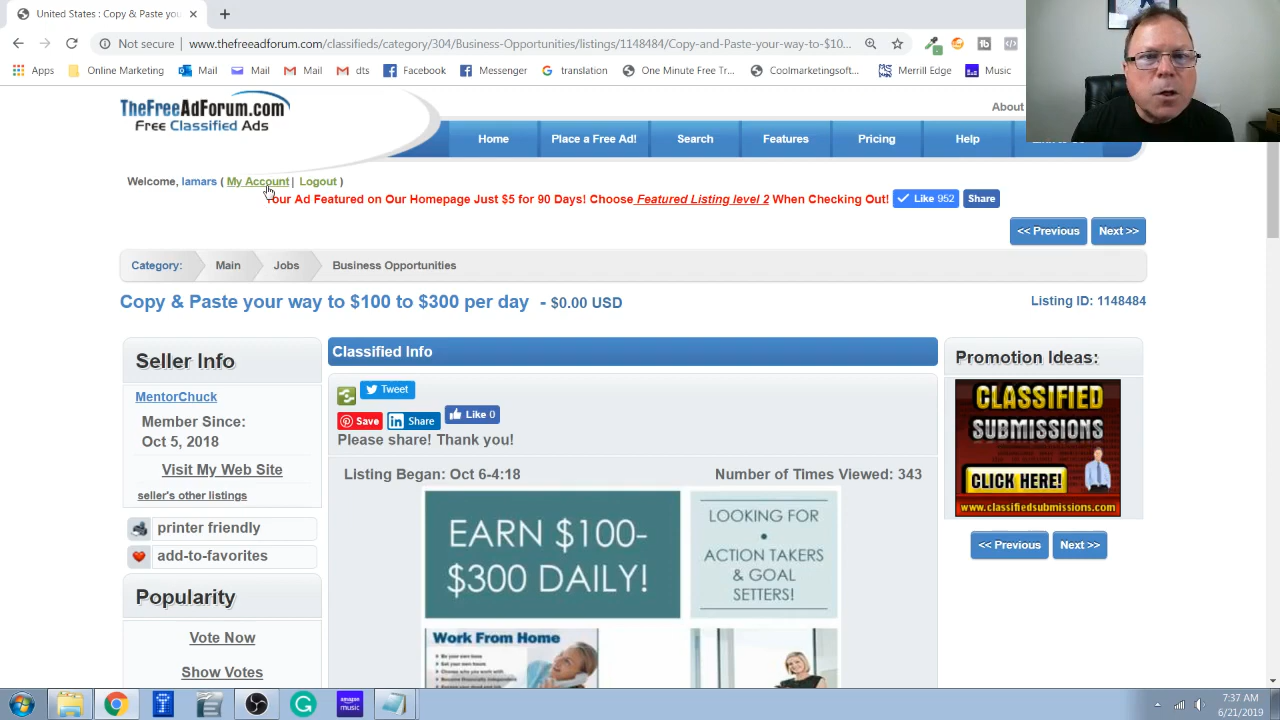 United States : Copy & Paste you
Not secure | www.thefreeadforum.com/classifieds/category/304/Business-Opportunities/listings/1148484/Copy-and-Paste-your-way-to-$10...
Apps Online Marketing Mail Mail Mail dts Facebook Messenger translation One Minute Free Tr... Coolmarketingsoft... Merrill Edge Music
TheFreeAdForum.com
Free Classified Ads
About
Home Place a Free Ad! Search Features Pricing Help
Welcome, lamars ( My Account | Logout )
Your Ad Featured on Our Homepage Just $5 for 90 Days! Choose Featured Listing level 2 When Checking Out! Like 952 Share
<< Previous Next >>
Category: Main Jobs Business Opportunities
Copy & Paste your way to $100 to $300 per day - $0.00 USD
Listing ID: 1148484
Seller Info
MentorChuck
Member Since:
Oct 5, 2018
Visit My Web Site
seller's other listings
printer friendly
add-to-favorites
Popularity
Vote Now
Show Votes
Classified Info
Tweet
Save Share Like 0
Please share! Thank you!
Listing Began: Oct 6-4:18 Number of Times Viewed: 343
EARN $100-
$300 DAILY!
LOOKING FOR
•
ACTION TAKERS
& GOAL
SETTERS!
Work From Home
Promotion Ideas:
CLASSIFIED
SUBMISSIONS
CLICK HERE!
www.classifiedsubmissions.com
<< Previous Next >>
amazon
music
7:37 AM
6/21/2019